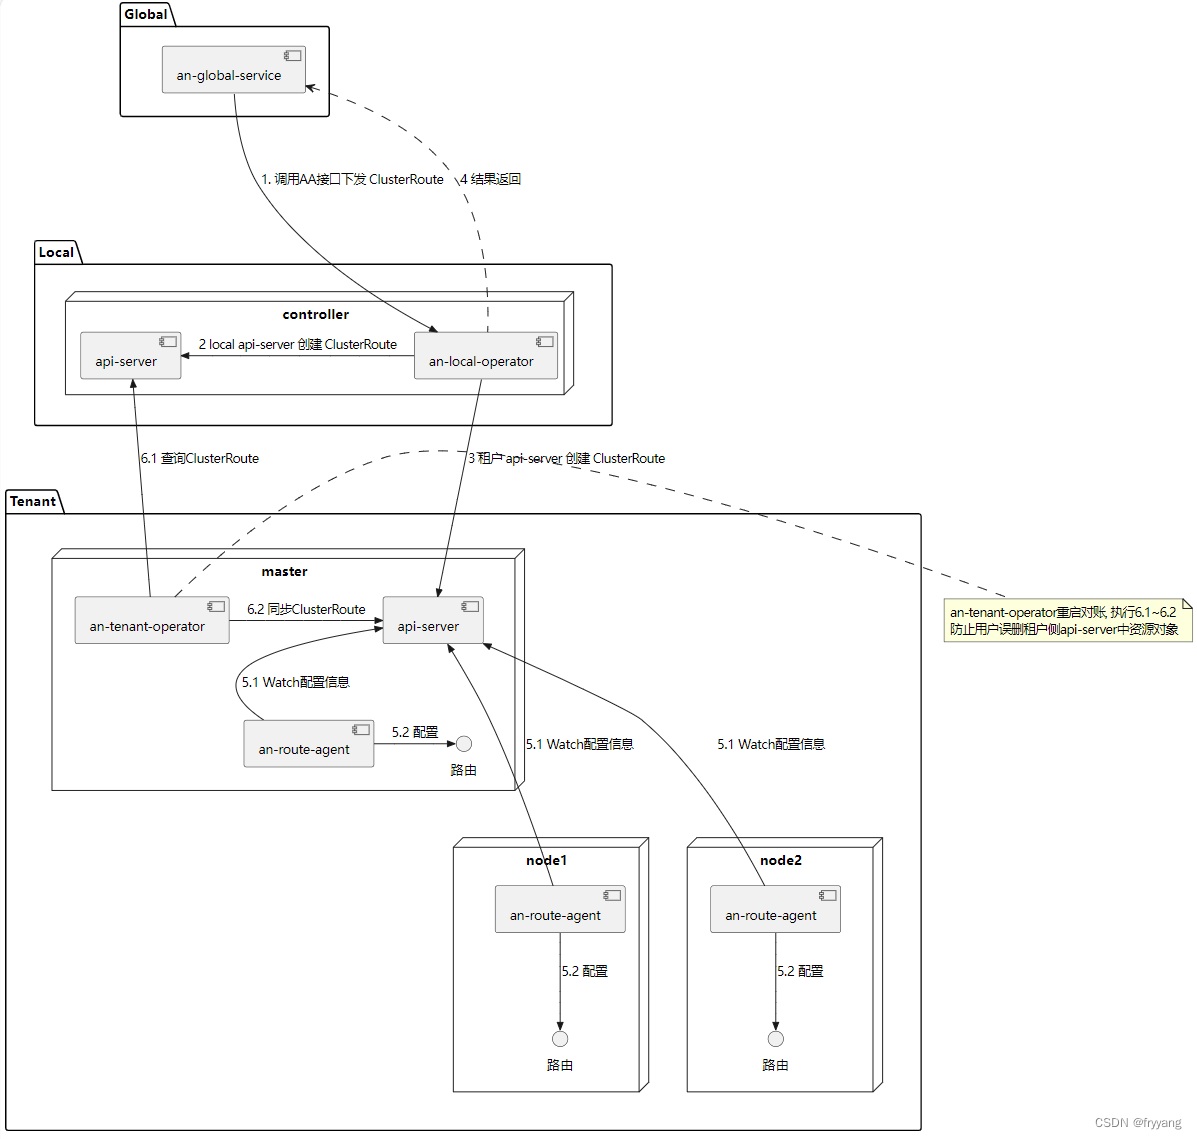 Global
an-global-service
1. 调用AA接口下发 ClusterRoute
4 结果返回
Local
controller
2 local api-server 创建 ClusterRoute
api-server
an-local-operator
6.1 查询ClusterRoute
3 租户 api-server 创建 ClusterRoute
Tenant
master
6.2 同步ClusterRoute
an-tenant-operator
api-server
an-tenant-operator重启对账, 执行6.1~6.2
防止用户误删租户侧api-server中资源对象
5.1 Watch配置信息
5.2 配置
an-route-agent
路由
5.1 Watch配置信息
5.1 Watch配置信息
node1
node2
an-route-agent
an-route-agent
5.2 配置
5.2 配置
路由
路由
CSDN @fryyang